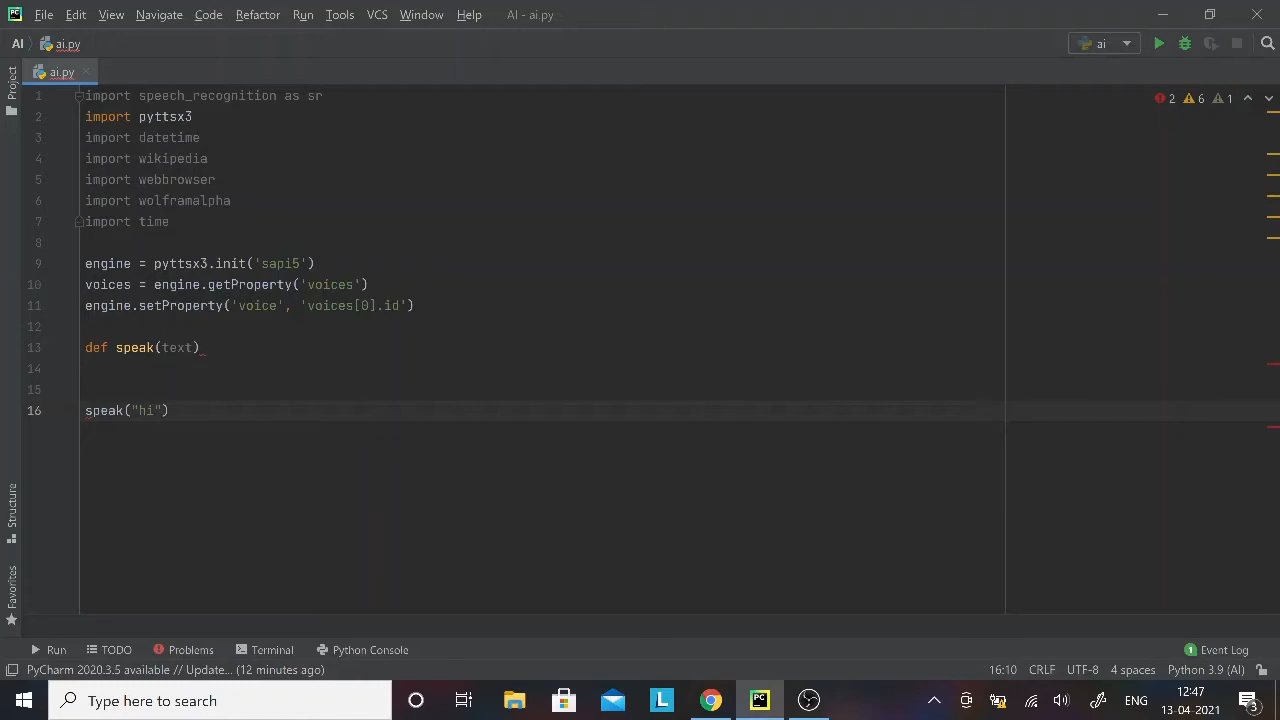 PC File Edit View Navigate Code Refactor Run Tools VCS Window Help AI - ai.py
AI ai.py ai
Project ai.py
1 import speech_recognition as sr 2 6 1
2 import pyttsx3
3 import datetime
4 import wikipedia
5 import webbrowser
6 import wolframalpha
7 import time
8
9 engine = pyttsx3.init('sapi5')
10 voices = engine.getProperty('voices')
11 engine.setProperty('voice', 'voices[0].id')
12
13 def speak(text)
14
15
16 speak("hi")
Structure
Favorites
Run TODO Problems Terminal Python Console 1 Event Log
PyCharm 2020.3.5 available // Update... (12 minutes ago) 16:10 CRLF UTF-8 4 spaces Python 3.9 (AI)
Type here to search L PC ENG 12:47
13-04-2021 3